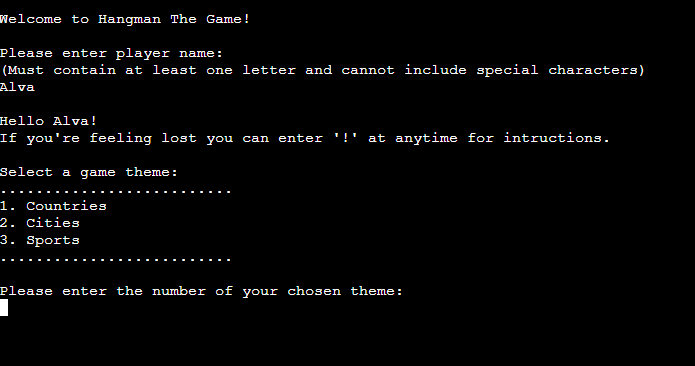 Welcome to Hangman The Game!
Please enter player name:
(Must contain at least one letter and cannot include special characters)
Alva
Hello Alva!
If you're feeling lost you can enter '!' at anytime for intructions.
Select a game theme:
..........................
1. Countries
2. Cities
3. Sports
..........................
Please enter the number of your chosen theme: